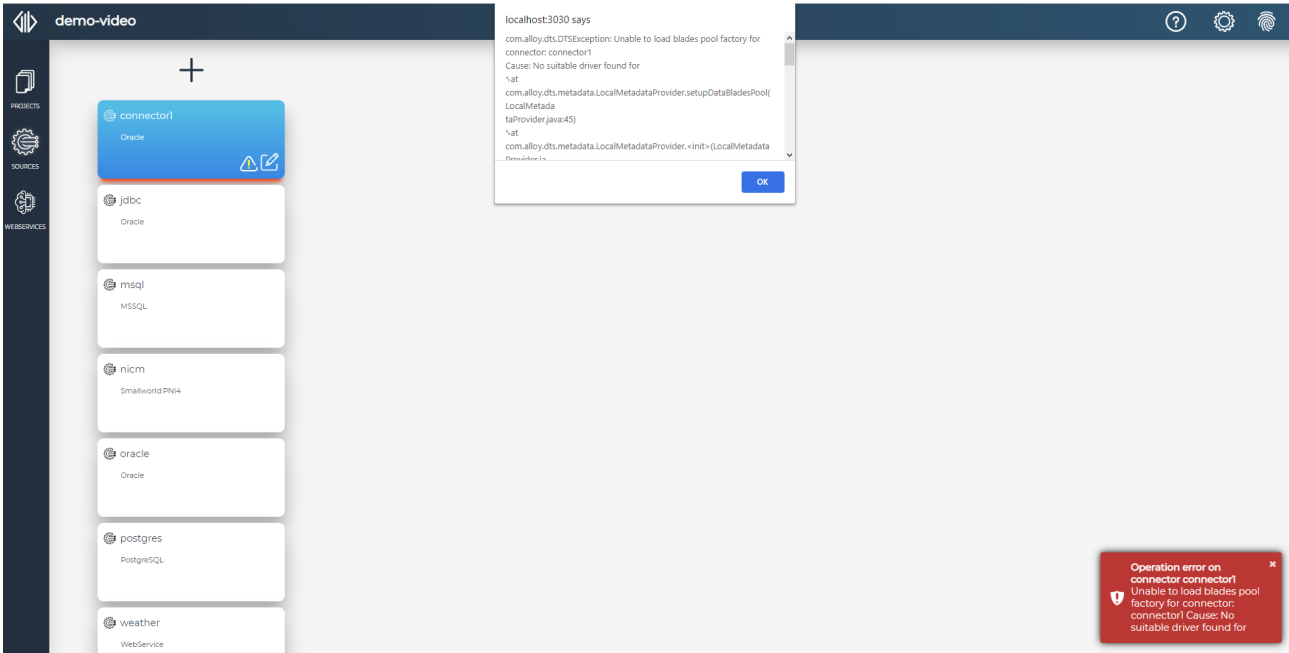 demo-video
PROJECTS
SOURCES
WEBSERVICES
connector1
Oracle
jdbc
Oracle
msql
MSSQL
nicm
Smallworld:PNI4
oracle
Oracle
postgres
PostgreSQL
weather
WebService
localhost:3030 says
com.alloy.dts.DTSException: Unable to load blades pool factory for
connector: connector1
Cause: No suitable driver found for
at
com.alloy.dts.metadata.LocalMetadataProvider.setupDataBladesPool(
LocalMetada
taProvider.java:45)
at
com.alloy.dts.metadata.LocalMetadataProvider.<init>(LocalMetadata
Provider.ja
OK
Operation error on
connector connector1
Unable to load blades pool
factory for connector:
connector1 Cause: No
suitable driver found for